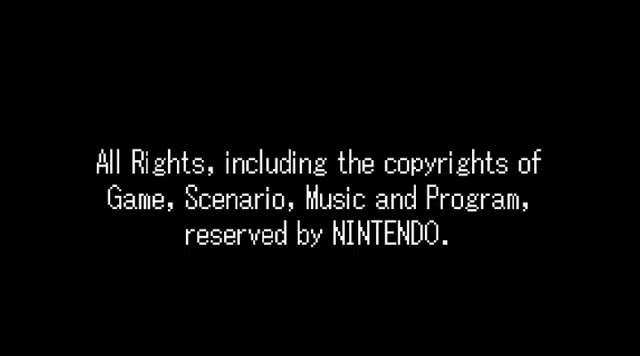 All Rights, including the copyrights of
Game, Scenario, Music and Program,
reserved by NINTENDO.